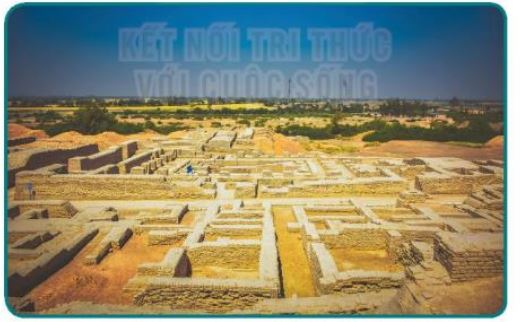 KẾT NỐI TRI THỨC
VỚI CUỘC SỐNG